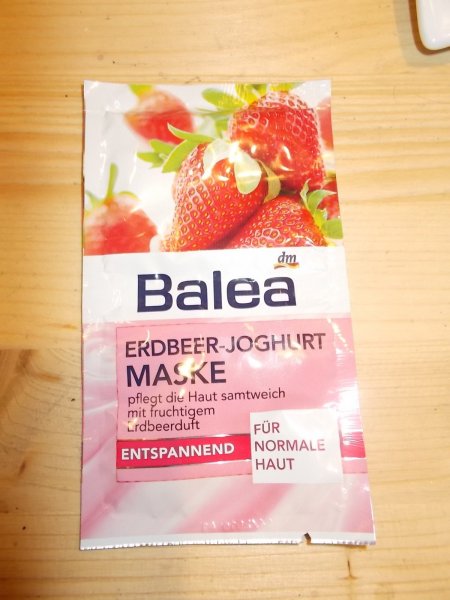 dm
Balea
ERDBEER-JOGHURT
MASKE
pflegt die Haut samtweich
mit fruchtigem
Erdbeerduft
ENTSPANNEND
FÜR
NORMALE
HAUT